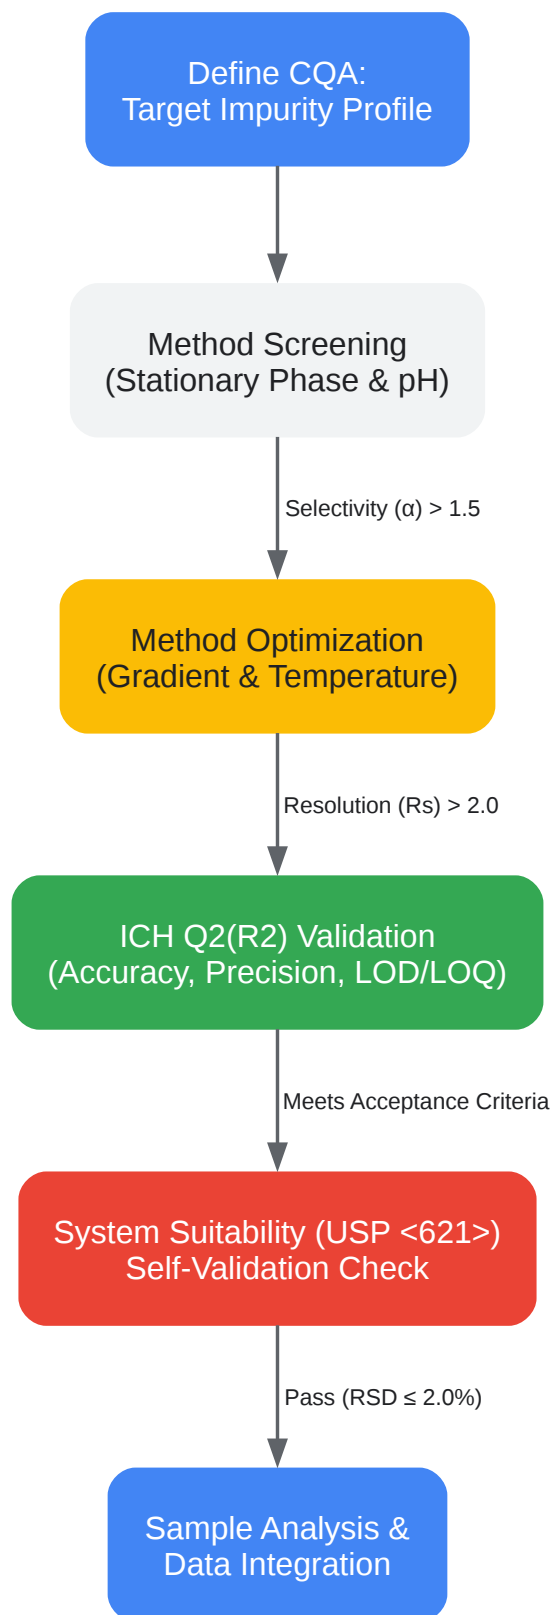 Define CQA:
Target Impurity Profile
Method Screening
(Stationary Phase & pH)
Selectivity (α) > 1.5
Method Optimization
(Gradient & Temperature)
Resolution (Rs) > 2.0
ICH Q2(R2) Validation
(Accuracy, Precision, LOD/LOQ)
Meets Acceptance Criteria
System Suitability (USP <621>)
Self-Validation Check
Pass (RSD ≤ 2.0%)
Sample Analysis &
Data Integration